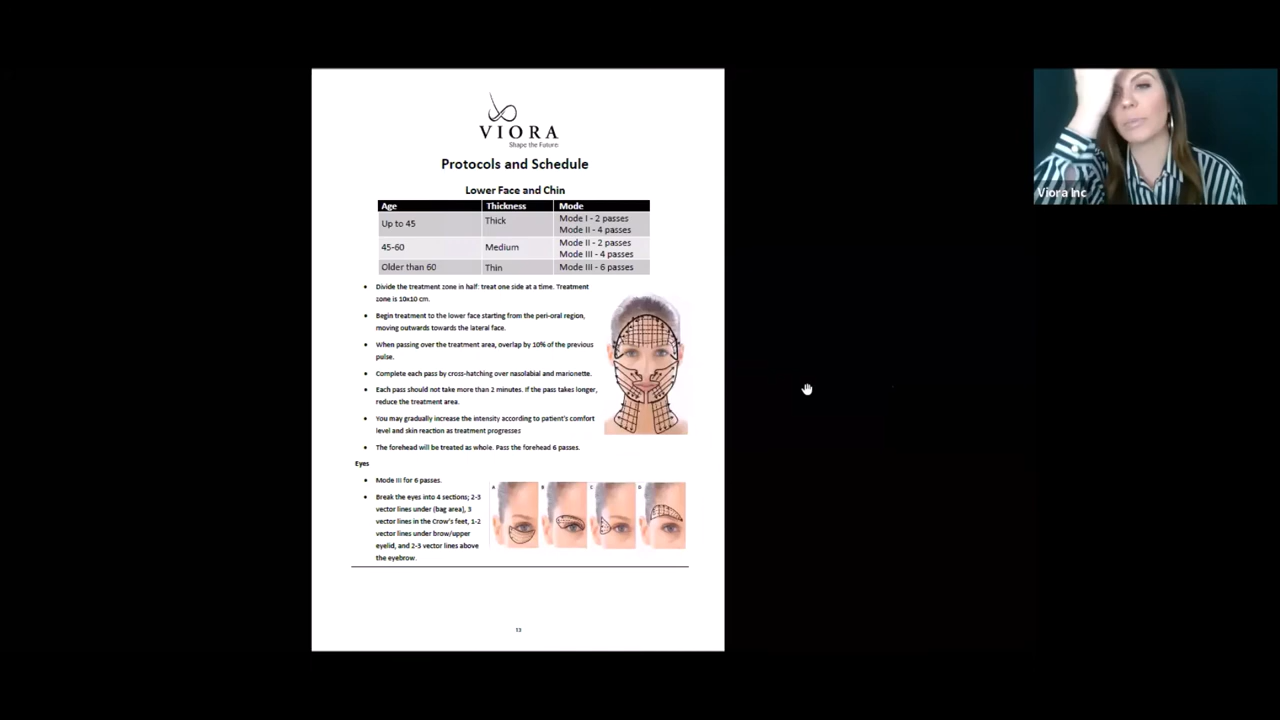 VIORA
Shape the Future
Protocols and Schedule
Lower Face and Chin
Age Thickness Mode
Up to 45 Thick Mode I - 2 passes
Mode II - 4 passes
45-60 Medium Mode II - 2 passes
Mode III - 4 passes
Older than 60 Thin Mode III - 6 passes
• Divide the treatment zone in half: treat one side at a time. Treatment
zone is 10x10 cm.
• Begin treatment to the lower face starting from the peri-oral region,
moving outwards towards the lateral face.
• When passing over the treatment area, overlap by 10% of the previous
pulse.
• Complete each pass by cross-hatching over nasolabial and marionette.
• Each pass should not take more than 2 minutes. If the pass takes longer,
reduce the treatment area.
• You may gradually increase the intensity according to patient's comfort
level and skin reaction as treatment progresses
• The forehead will be treated as whole. Pass the forehead 6 passes.
Eyes
• Mode III for 6 passes.
• Break the eyes into 4 sections; 2-3
vector lines under (bag area), 3
vector lines in the Crow's feet, 1-2
vector lines under brow/upper
eyelid, and 2-3 vector lines above
the eyebrow.
A B C D
13
Viora Inc